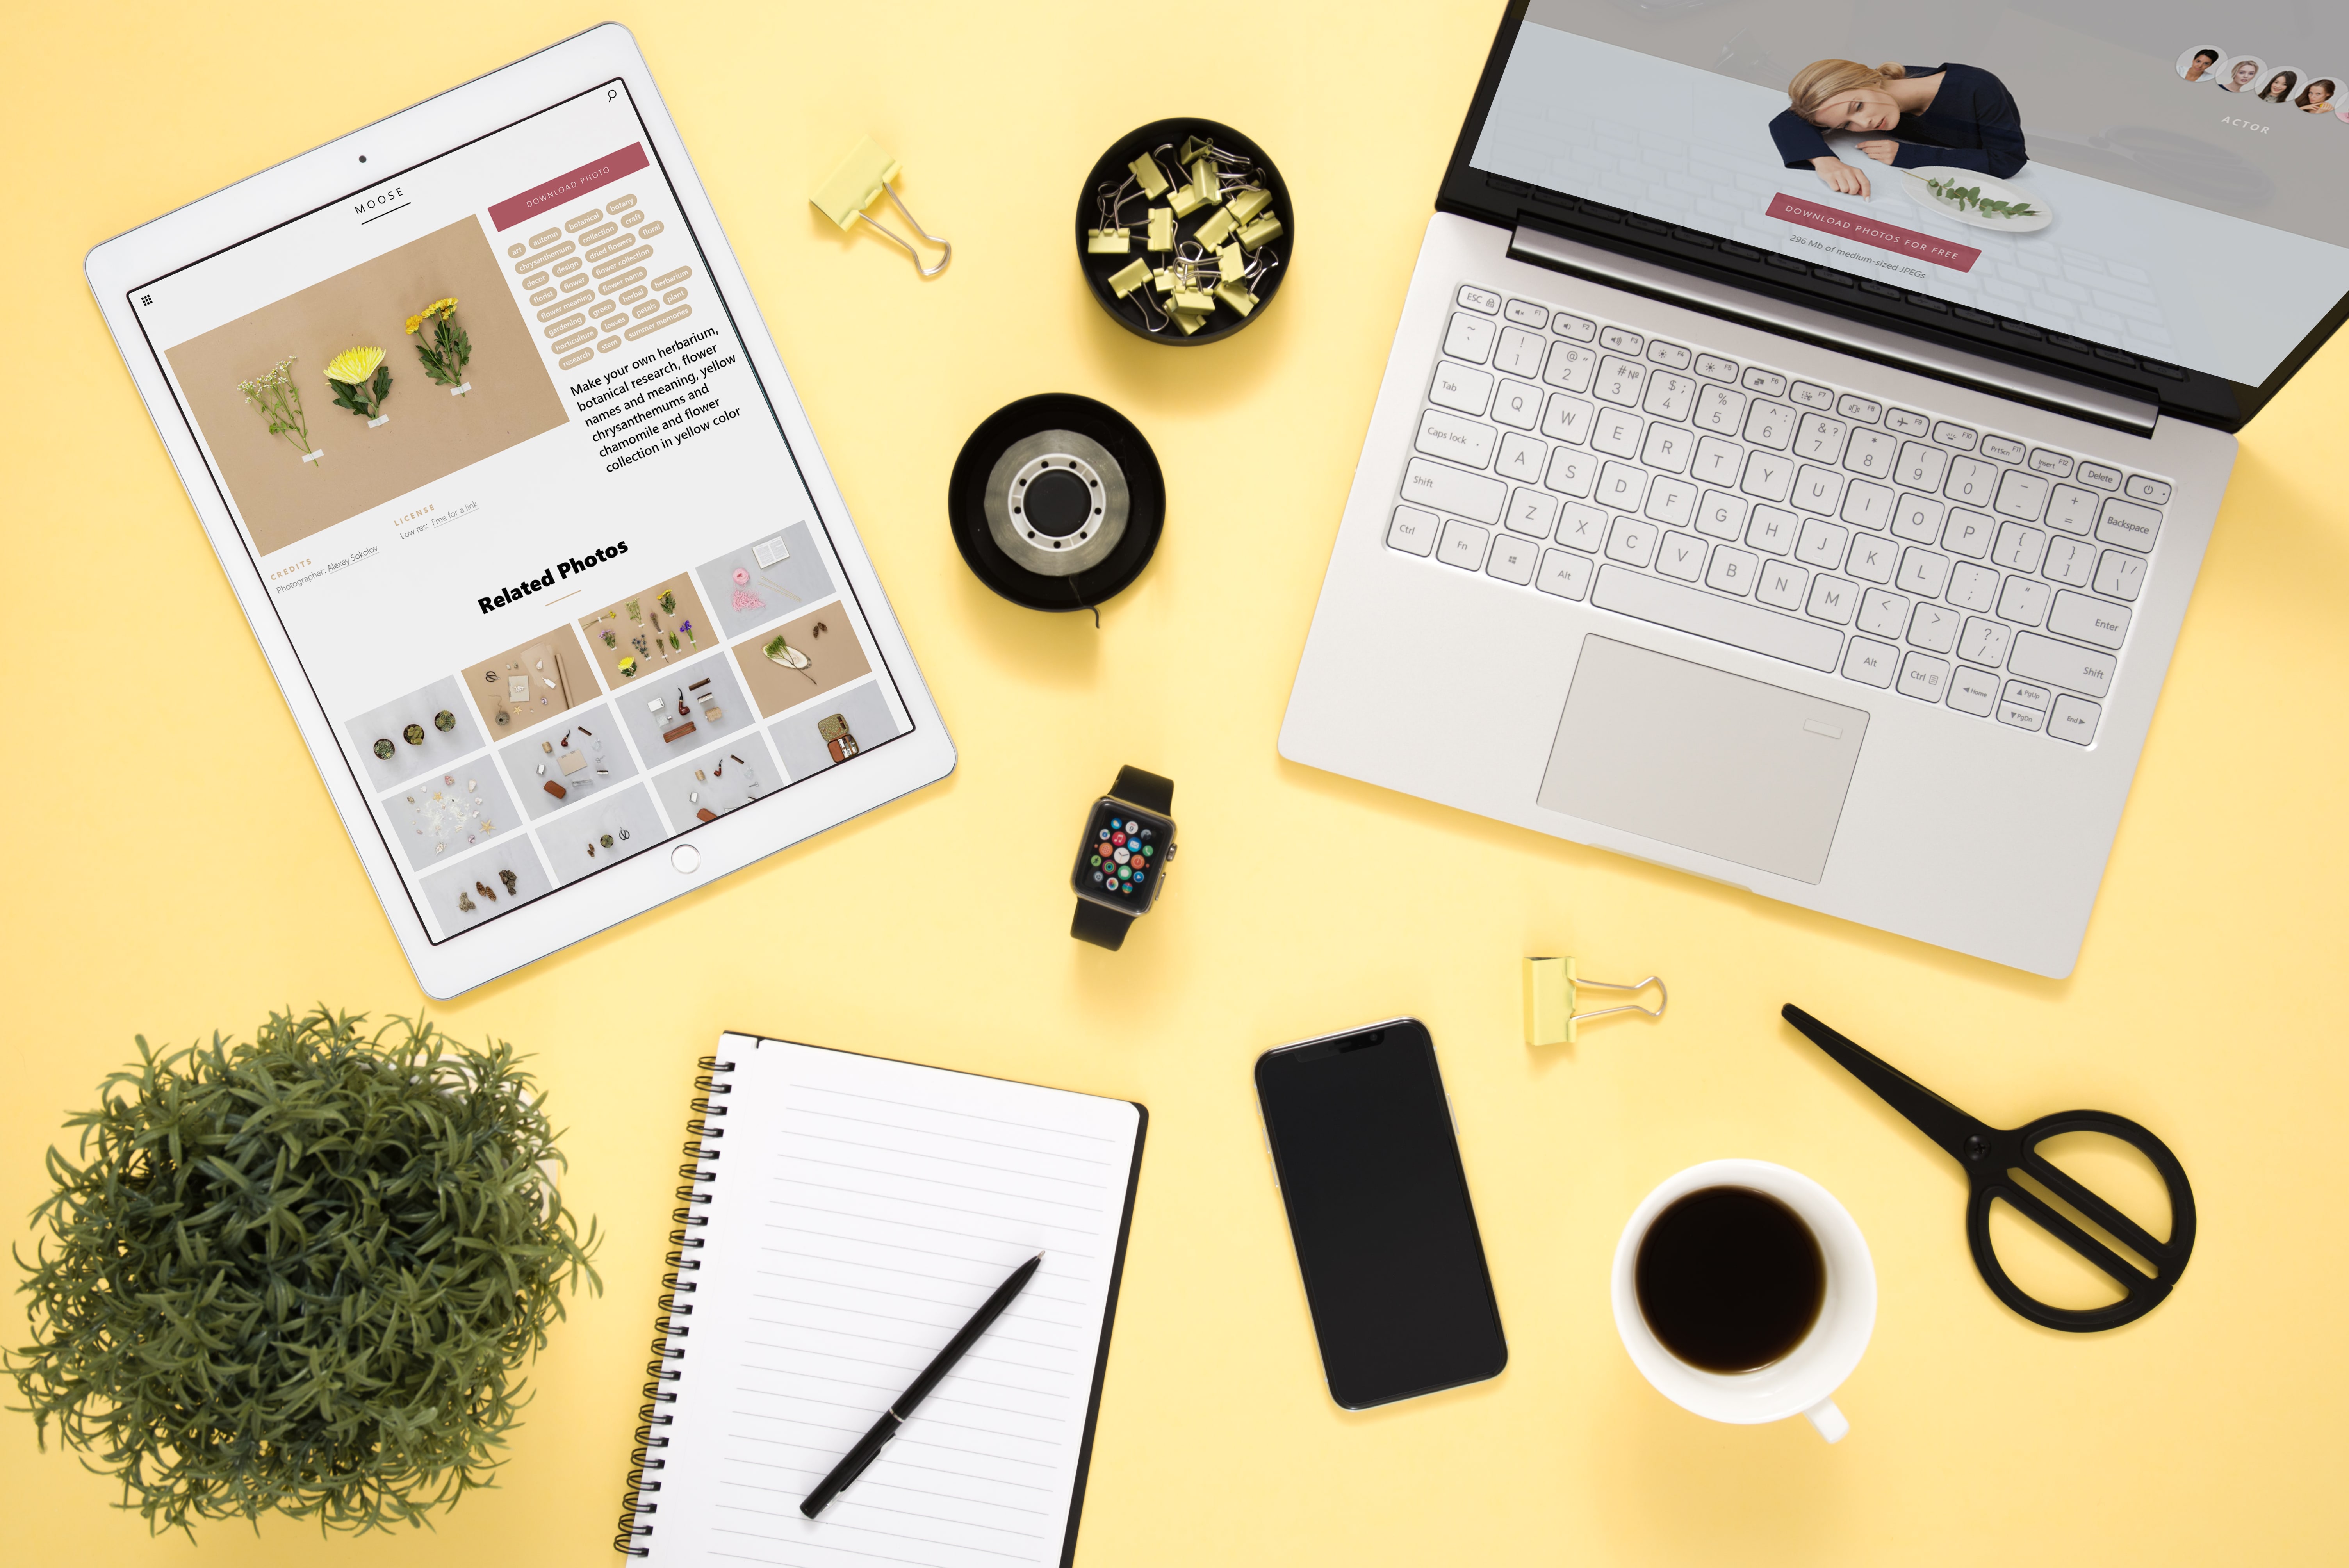 MOOSE
DOWNLOAD PHOTO
art autumn botanical botany
chrysanthemum collection craft
decor design dried flowers floral
florist flower flower collection
flower meaning flower name
gardening green herbal herbarium
horticulture leaves petals plant
research stem summer memories
Make your own herbarium,
botanical research, flower
names and meaning, yellow
chrysanthemums and
chamomile and flower
collection in yellow color
CREDITS
Photographer: Alexey Sokolov
LICENSE
Low res: Free for a link
Related Photos
ACTOR
DOWNLOAD PHOTOS FOR FREE
296 Mb of medium-sized JPEGs
ESC F1 F2 F3 F4 F5 F6 F7 F8 F9 F10 PrtScn F11 Insert F12 Delete
~ ` ! 1 @ " 2 # № 3 $ ; 4 % 5 ^ : 6 & ? 7 * 8 ( 9 ) 0 _ - + = Backspace
Tab Q W E R T Y U I O P { [ } ] | / \
Caps lock A S D F G H J K L : ; " ' Enter
Shift Z X C V B N M < , > . ? / Shift
Ctrl Fn Alt Alt Ctrl Home PgUp PgDn End